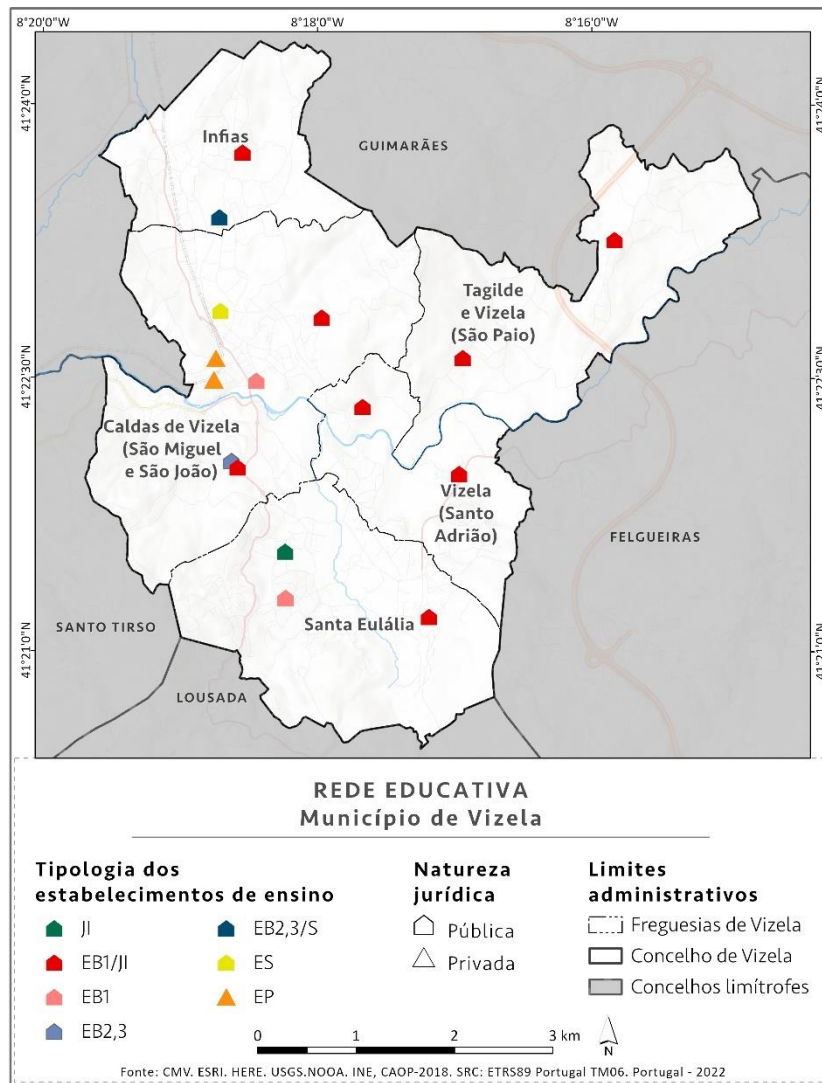 8°20'0"W
8°18'0"W
8°16'0"W
41°24'0"N
41°24'0"N
Infias
GUIMARÃES
Tagilde
e Vizela
(São Paio)
41°22'30"N
41°22'30"N
Caldas de Vizela
(São Miguel
e São João)
Vizela
(Santo
Adrião)
FELGUEIRAS
SANTO TIRSO
Santa Eulália
41°21'0"N
41°21'0"N
LOUSADA
REDE EDUCATIVA
Município de Vizela
Tipologia dos
estabelecimentos de ensino
JI
EB1/JI
EB1
EB2,3
EB2,3/S
ES
EP
Natureza
jurídica
Pública
Privada
Limites
administrativos
Freguesias de Vizela
Concelho de Vizela
Concelhos limítrofes
0 1 2 3 km
N
Fonte: CMV. ESRI. HERE. USGS.NOOA. INE, CAOP-2018. SRC: ETRS89 Portugal TM06. Portugal - 2022